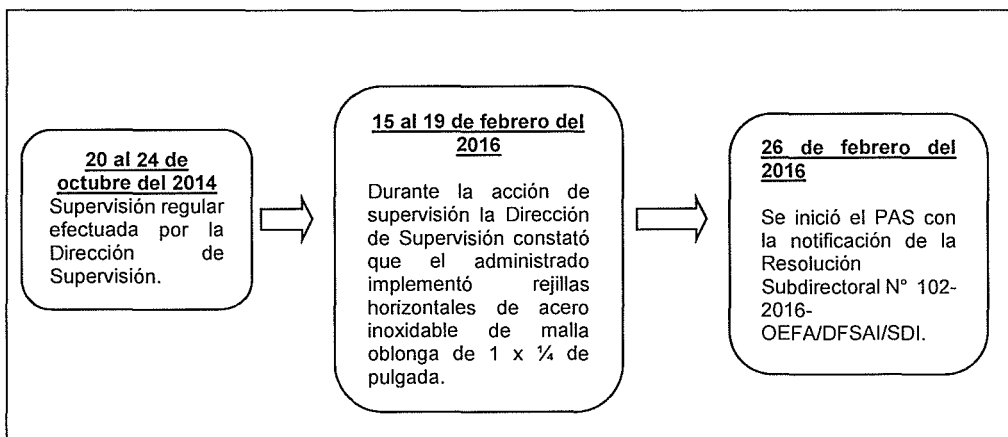 20 al 24 de
octubre del 2014
Supervisión regular
efectuada por la
Dirección de
Supervisión.
15 al 19 de febrero del
2016
Durante la acción de
supervisión la Dirección
de Supervisión constató
que el administrado
implementó rejillas
horizontales de acero
inoxidable de malla
oblonga de 1 x ¼ de
pulgada.
26 de febrero del
2016
Se inició el PAS con
la notificación de la
Resolución
Subdirectoral N° 102-
2016-
OEFA/DFSAI/SDI.